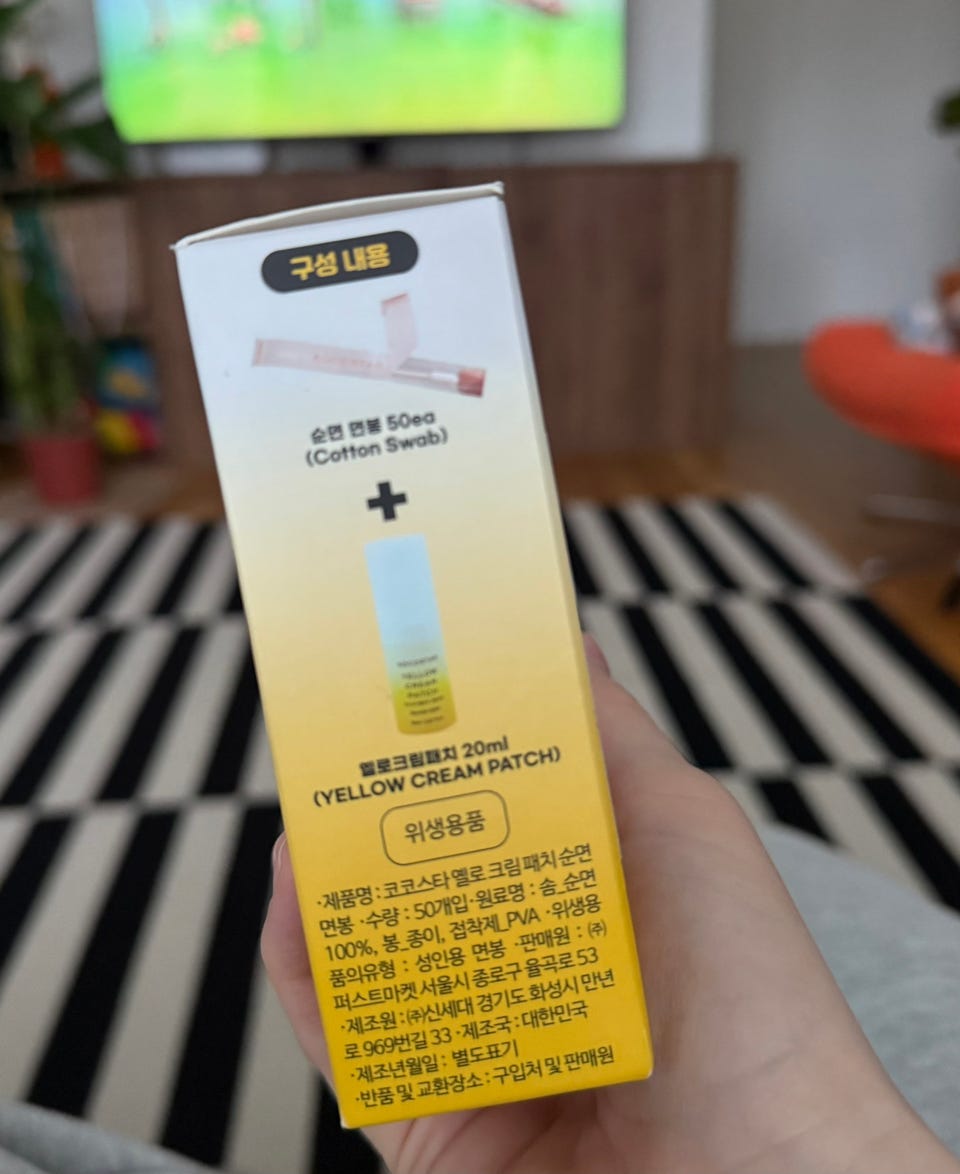 구성 내용
순면 면봉 50ea
(Cotton Swab)
+
YELLOW
CREAM
PATCH
옐로크림패치 20ml
(YELLOW CREAM PATCH)
위생용품
·제품명 : 코코스타 옐로 크림 패치 순면
면봉 ·수량 : 50개입 ·원료명 : 솜_순면
100%, 봉_종이, 접착제_PVA ·위생용
품의유형 : 성인용 면봉 ·판매원 : ㈜
퍼스트마켓 서울시 종로구 율곡로 53
·제조원 : ㈜신세대 경기도 화성시 만년
로 969번길 33 ·제조국 : 대한민국
·제조년월일 : 별도표기
·반품 및 교환장소 : 구입처 및 판매원